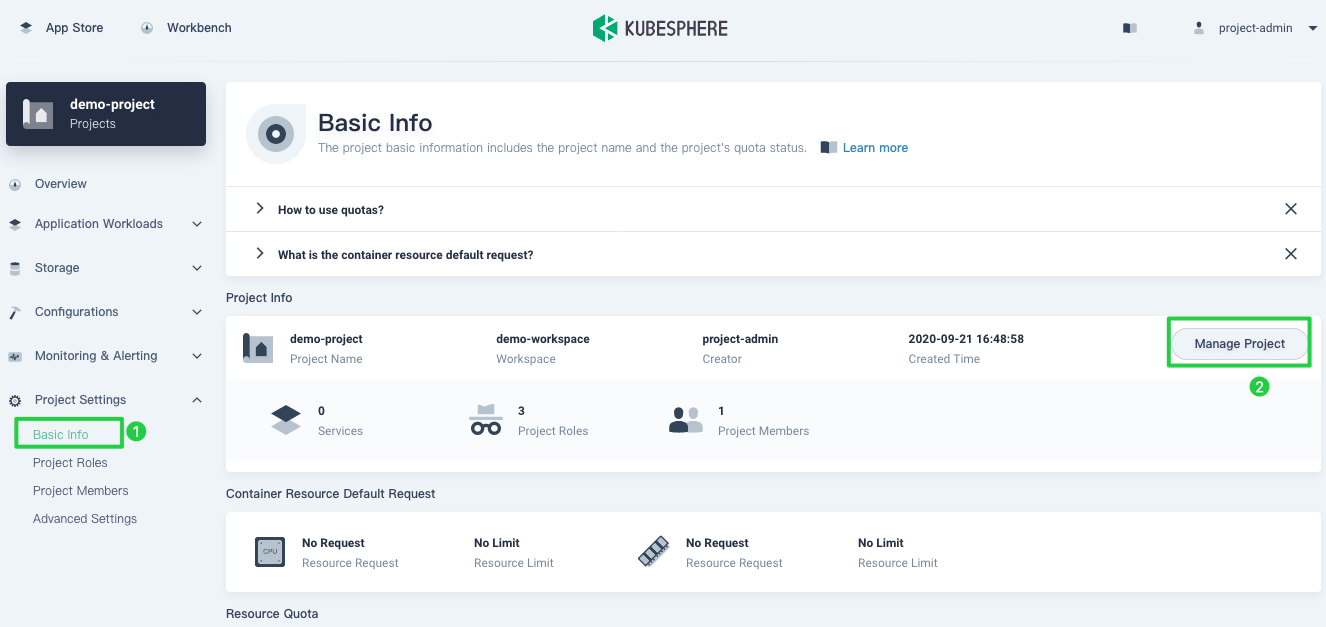 App Store Workbench KUBESPHERE project-admin
demo-project
Projects
Overview
Application Workloads
Storage
Configurations
Monitoring & Alerting
Project Settings
Basic Info 1
Project Roles
Project Members
Advanced Settings
Basic Info
The project basic information includes the project name and the project's quota status. Learn more
How to use quotas?
What is the container resource default request?
Project Info
demo-project demo-workspace project-admin 2020-09-21 16:48:58
Project Name Workspace Creator Created Time
Manage Project
2
0 3 1
Services Project Roles Project Members
Container Resource Default Request
CPU
No Request No Limit No Request No Limit
Resource Request Resource Limit Resource Request Resource Limit
Resource Quota